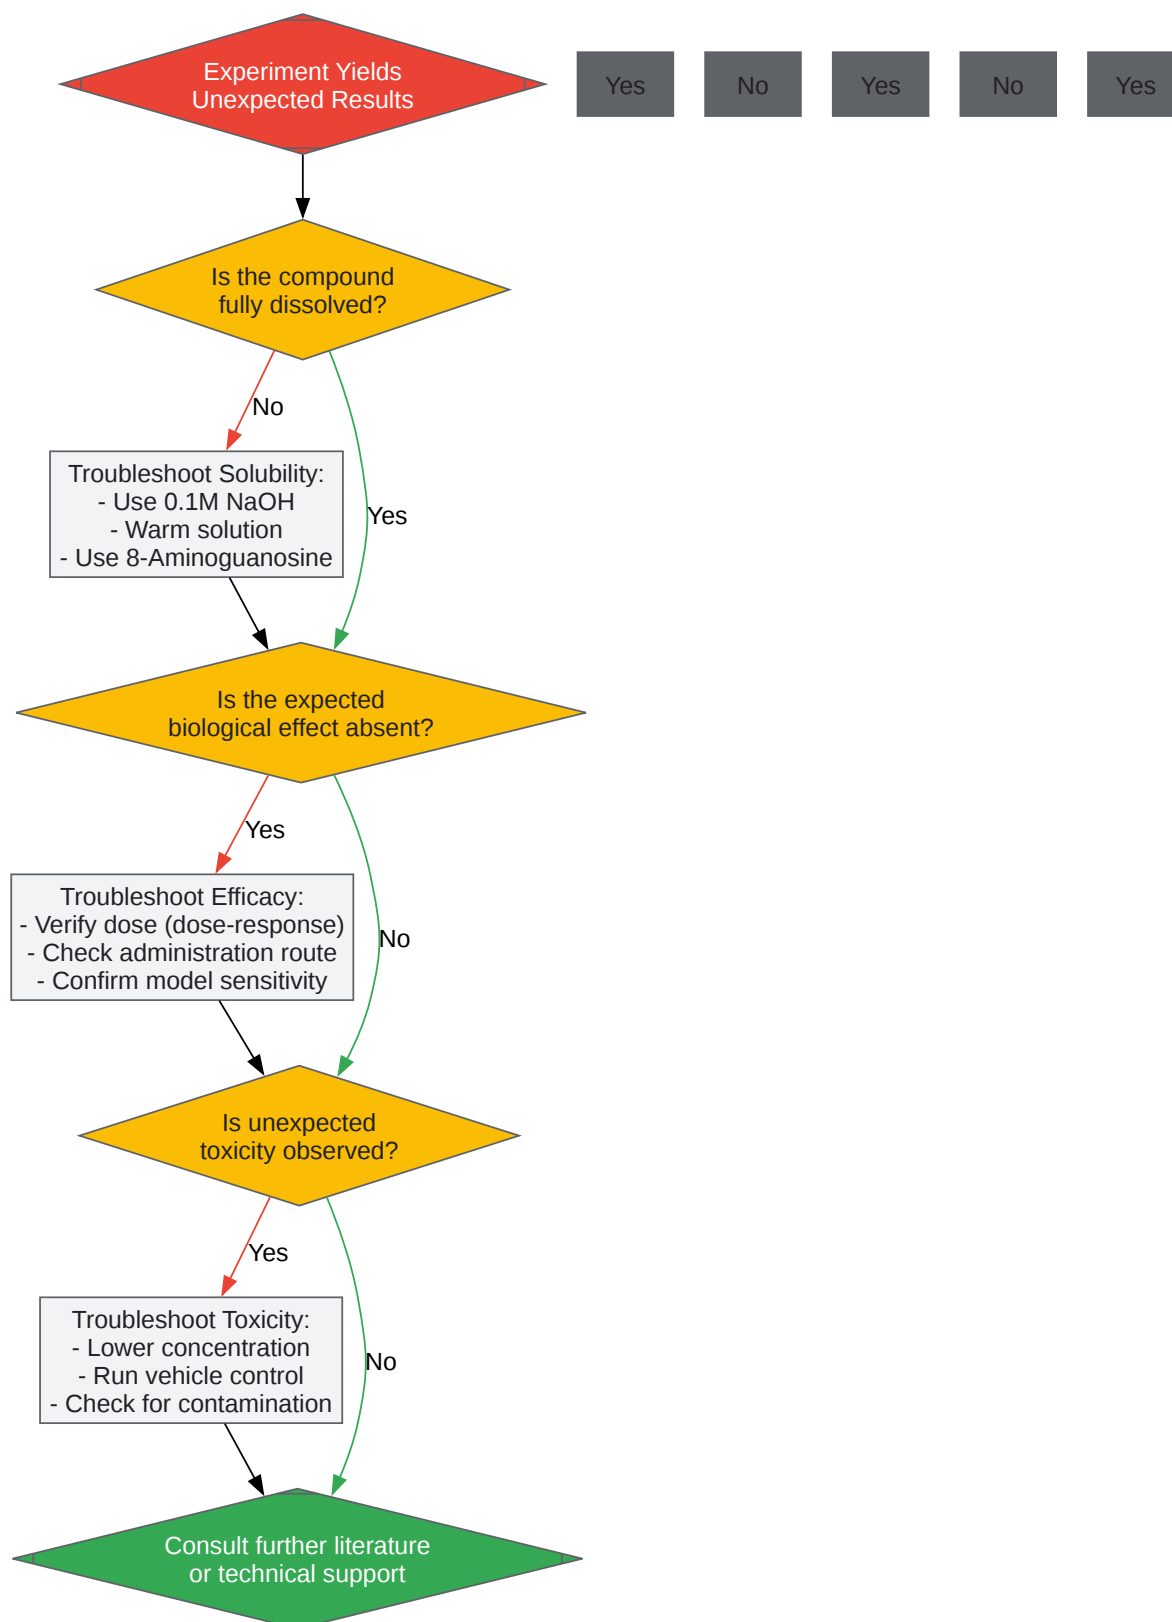 Experiment Yields
Unexpected Results
Yes
No
Yes
No
Yes
Is the compound
fully dissolved?
No
Troubleshoot Solubility:
- Use 0.1M NaOH
- Warm solution
- Use 8-Aminoguanosine
Yes
Is the expected
biological effect absent?
Yes
Troubleshoot Efficacy:
- Verify dose (dose-response)
- Check administration route
- Confirm model sensitivity
No
Is unexpected
toxicity observed?
Yes
Troubleshoot Toxicity:
- Lower concentration
- Run vehicle control
- Check for contamination
No
Consult further literature
or technical support